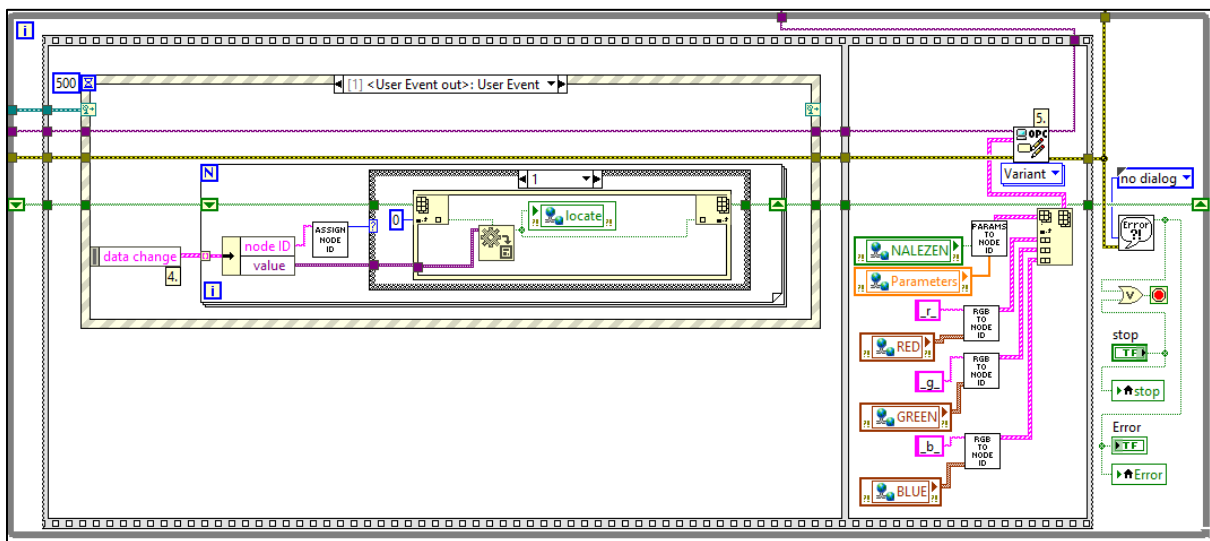 i
500
[1] <User Event out>: User Event
5.
OPC
Variant
no dialog
N
1
0
locate
ASSIGN
NODE
ID
node ID
value
data change
4.
i
Error
?!
NALEZEN
PARAMS
TO
NODE
ID
Parameters
_r_
RGB
TO
NODE
ID
RED
_g_
RGB
TO
NODE
ID
GREEN
_b_
RGB
TO
NODE
ID
BLUE
V
stop
TF
stop
Error
TF
Error